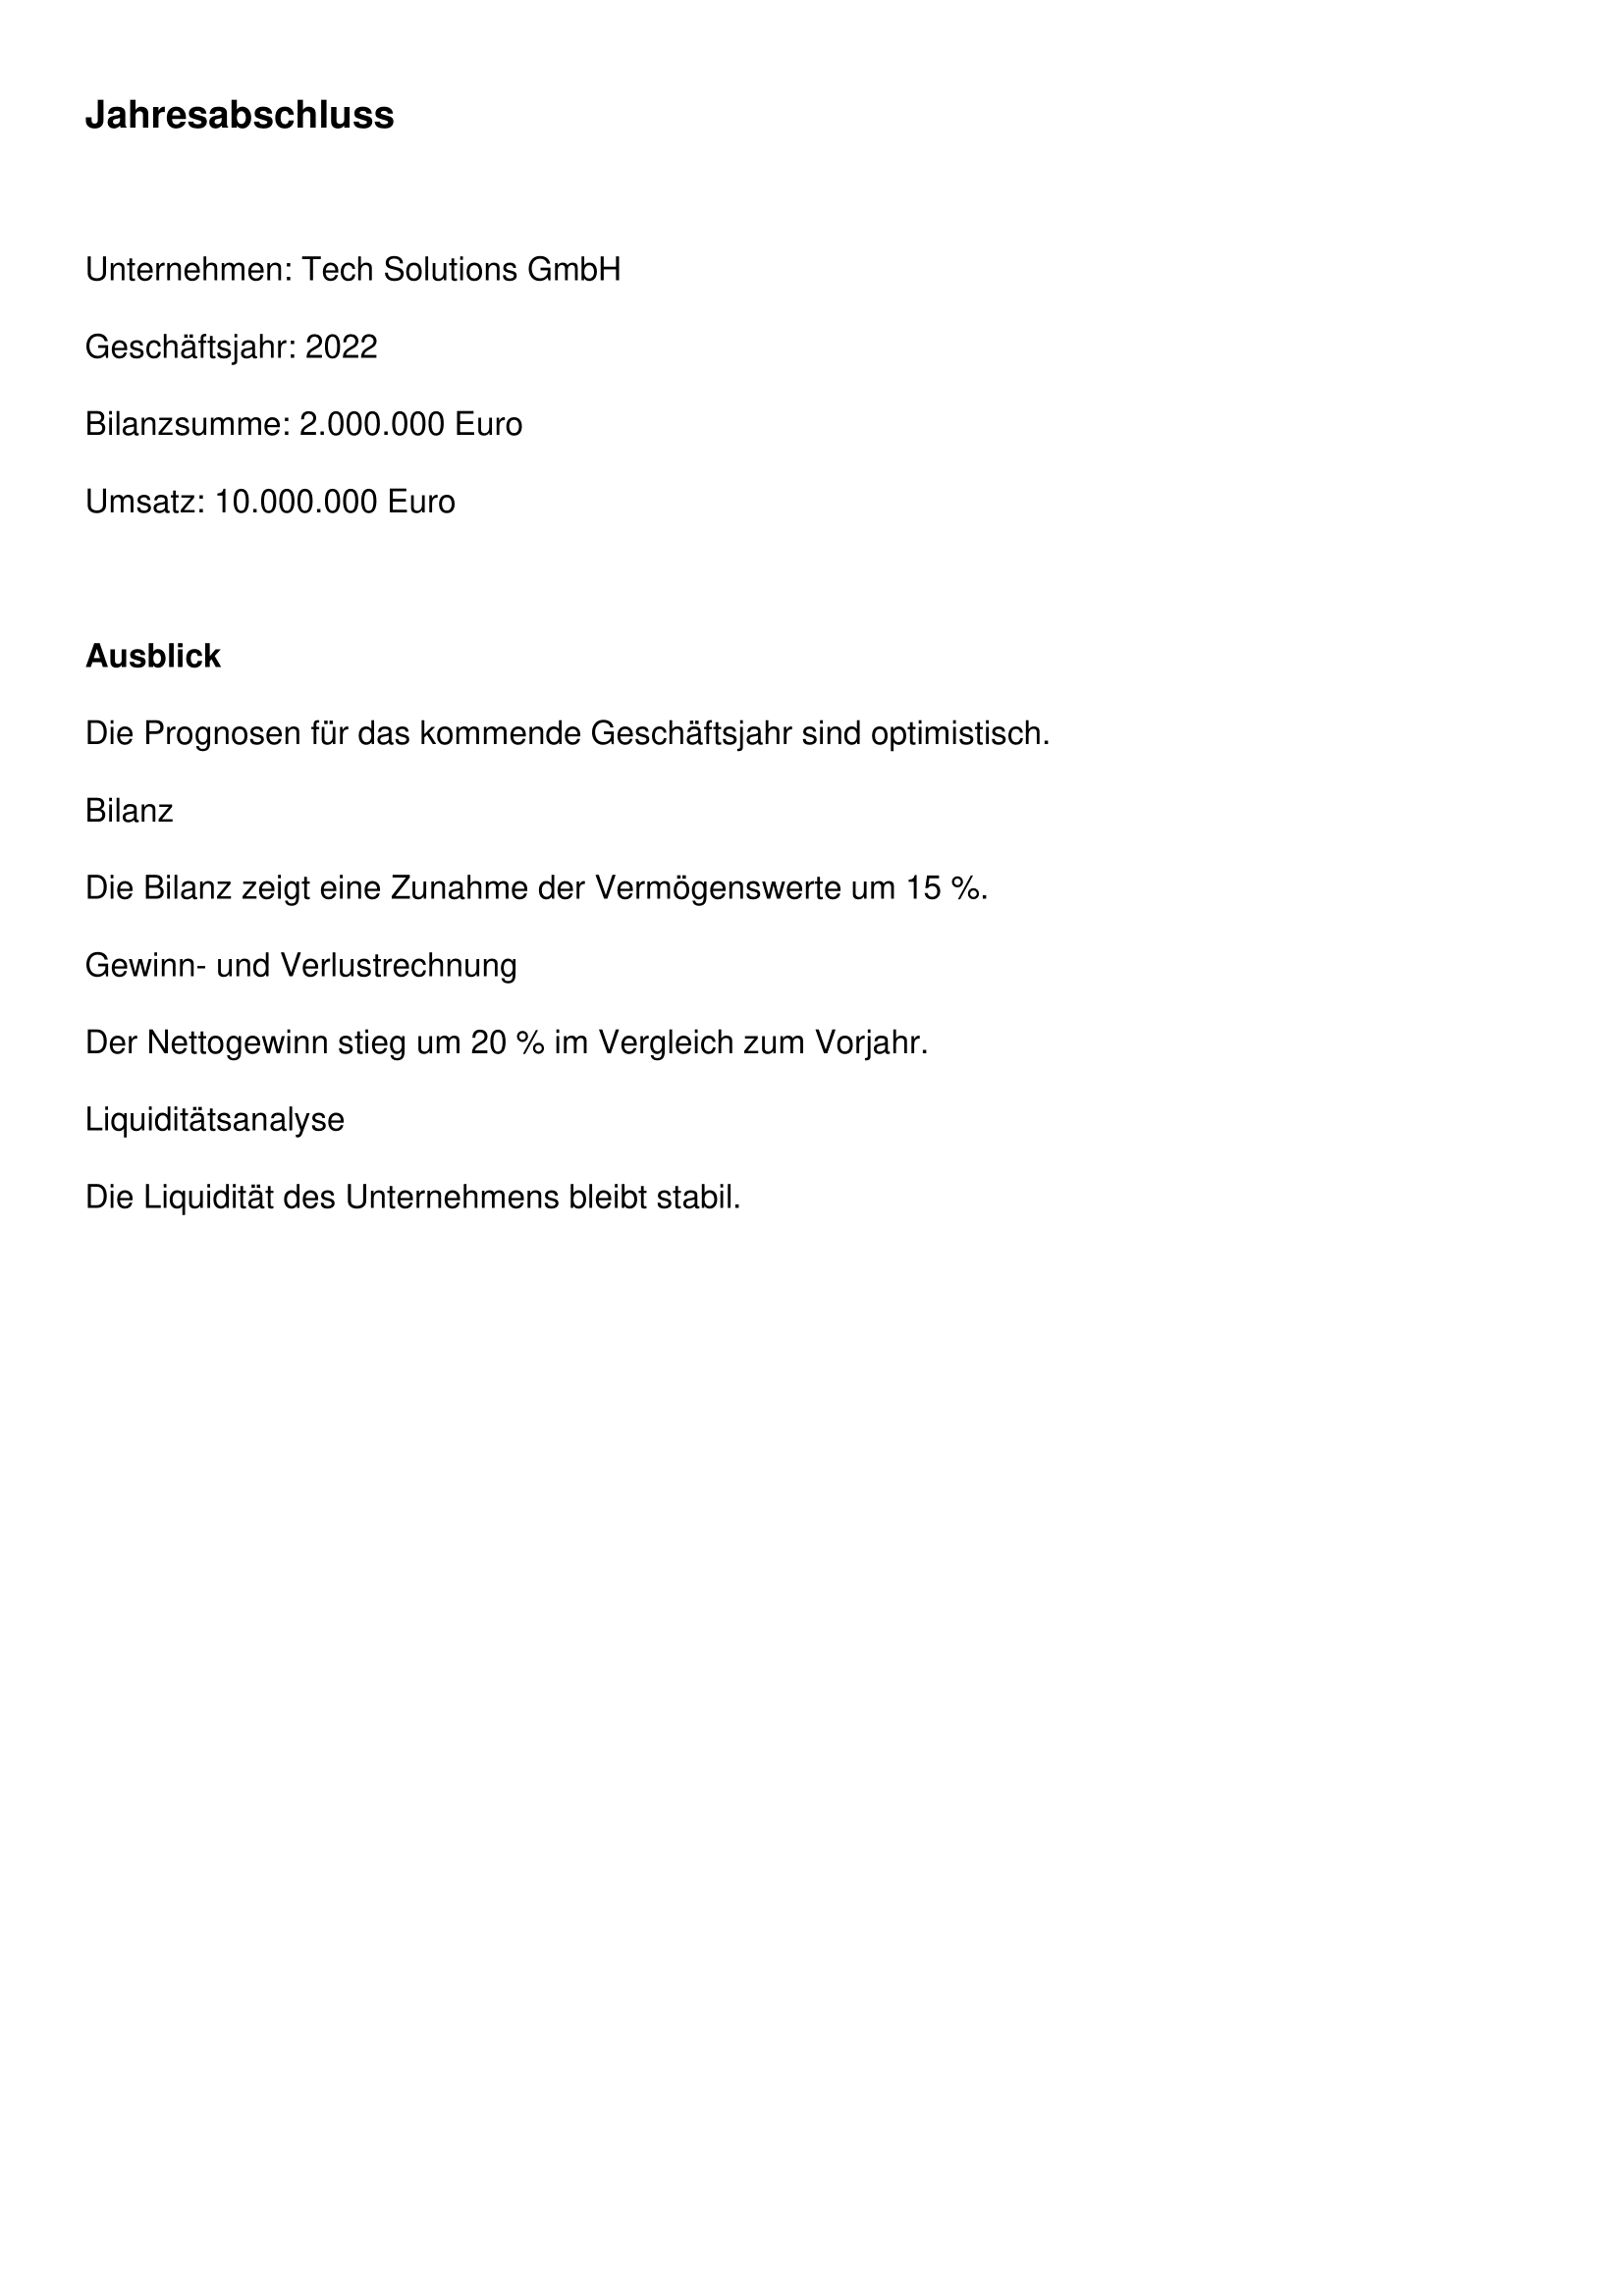 Jahresabschluss
Unternehmen: Tech Solutions GmbH
Geschäftsjahr: 2022
Bilanzsumme: 2.000.000 Euro
Umsatz: 10.000.000 Euro
Ausblick
Die Prognosen für das kommende Geschäftsjahr sind optimistisch.
Bilanz
Die Bilanz zeigt eine Zunahme der Vermögenswerte um 15 %.
Gewinn- und Verlustrechnung
Der Nettogewinn stieg um 20 % im Vergleich zum Vorjahr.
Liquiditätsanalyse
Die Liquidität des Unternehmens bleibt stabil.